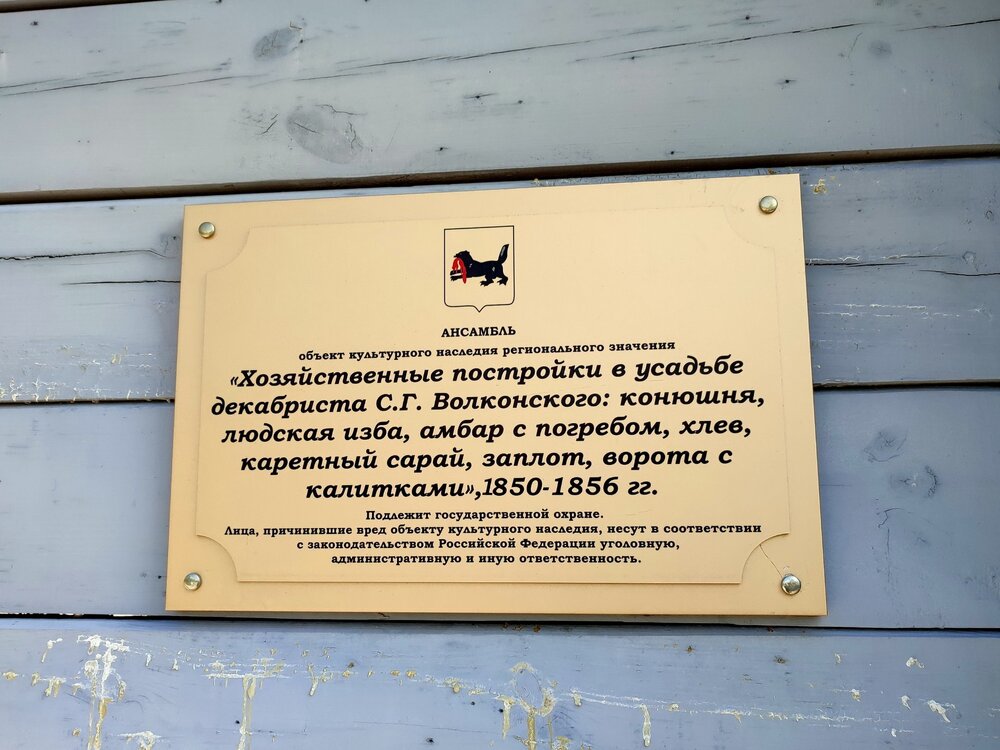 АНСАМБЛЬ
объект культурного наследия регионального значения
«Хозяйственные постройки в усадьбе
декабриста С.Г. Волконского: конюшня,
людская изба, амбар с погребом, хлев,
каретный сарай, заплот, ворота с
калитками»,1850-1856 гг.
Подлежит государственной охране.
Лица, причинившие вред объекту культурного наследия, несут в соответствии
с законодательством Российской Федерации уголовную,
административную и иную ответственность.